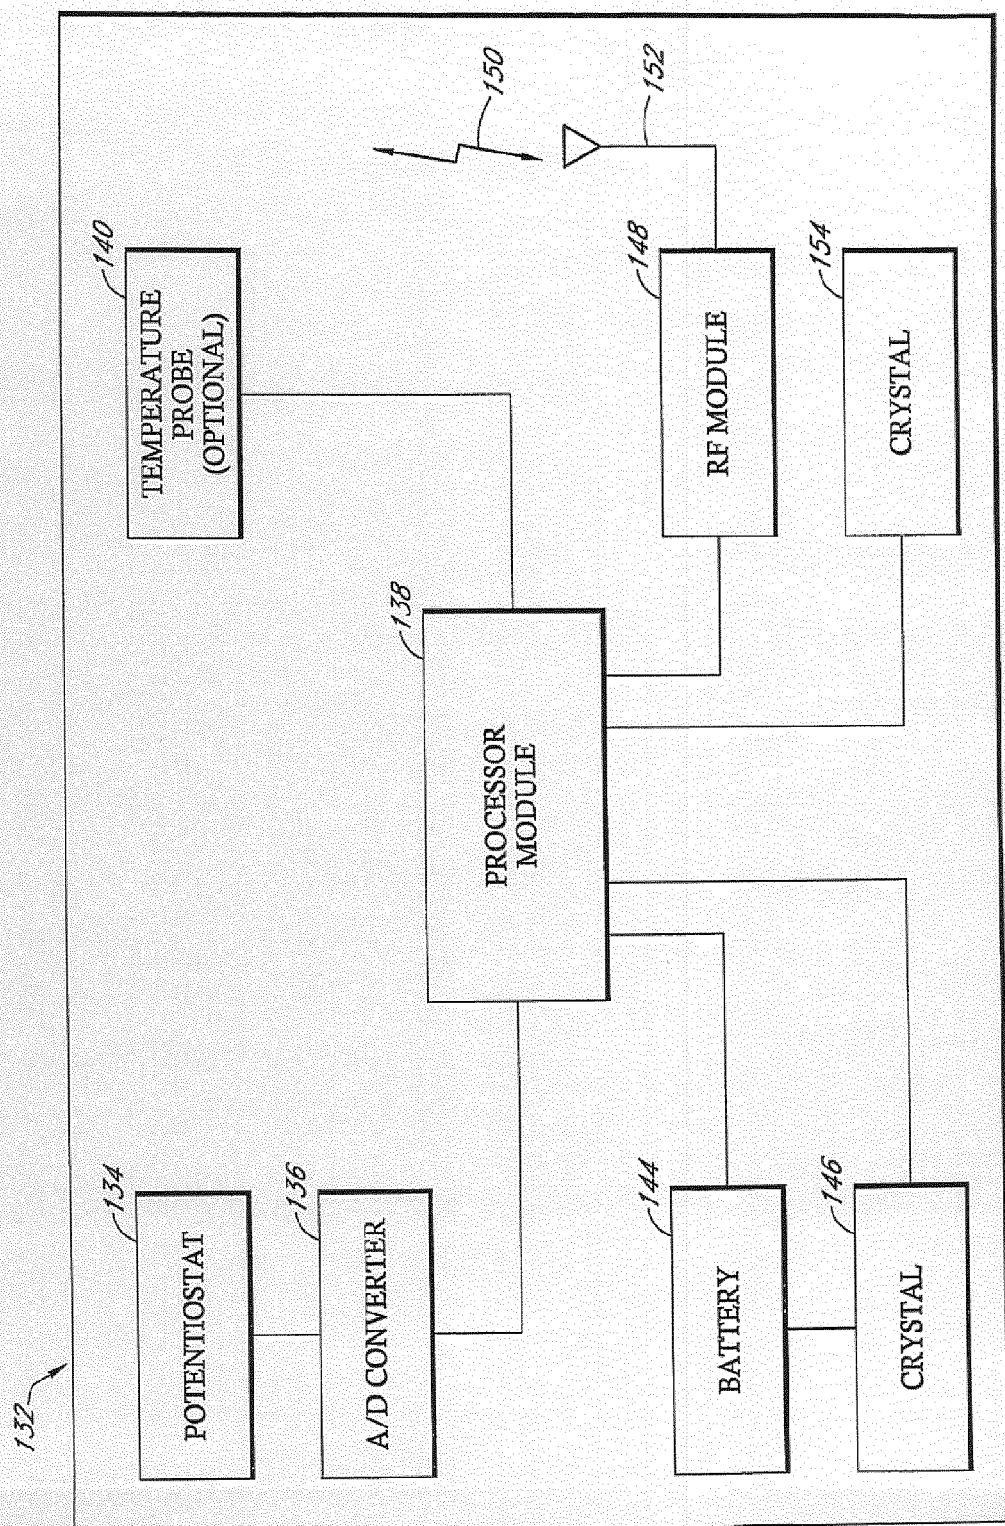 132
134
POTENTIOSTAT
136
A/D CONVERTER
138
PROCESSOR
MODULE
140
TEMPERATURE
PROBE
(OPTIONAL)
144
BATTERY
146
CRYSTAL
148
RF MODULE
150
152
154
CRYSTAL